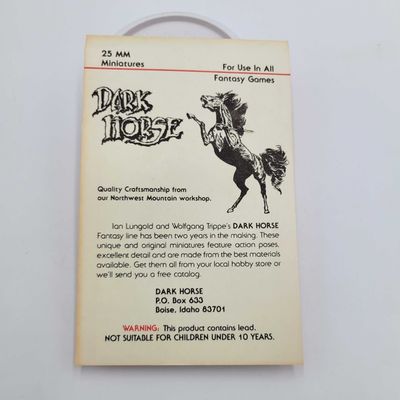 25 MM
Miniatures
For Use In All
Fantasy Games
DARK
HORSE
Quality Craftsmanship from
our Northwest Mountain workshop.
Ian Lungold and Wolfgang Trippe's DARK HORSE
Fantasy line has been two years in the making. These
unique and original miniatures feature action poses,
excellent detail and are made from the best materials
available. Get them all from your local hobby store or
we'll send you a free catalog.
DARK HORSE
P.O. Box 633
Boise, Idaho 83701
WARNING: This product contains lead.
NOT SUITABLE FOR CHILDREN UNDER 10 YEARS.